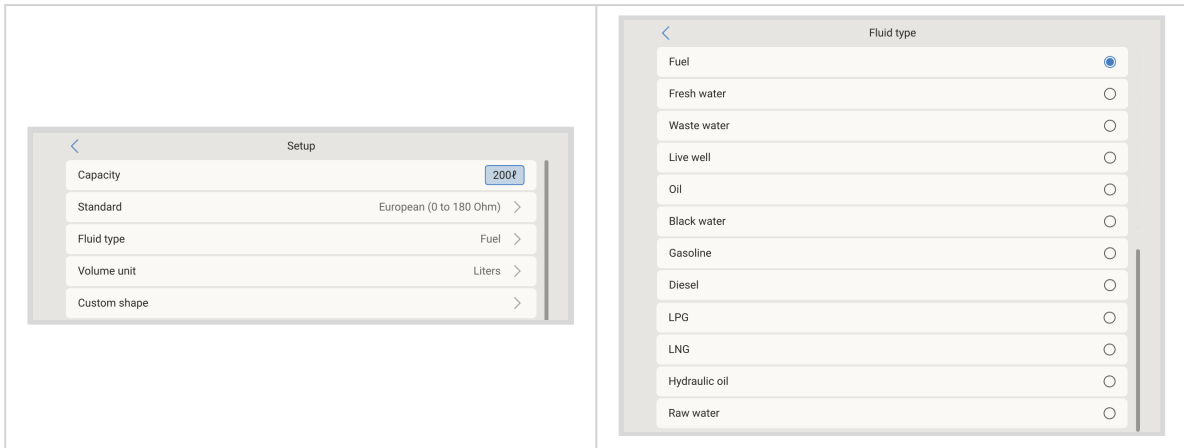 Setup
Capacity 200ℓ
Standard European (0 to 180 Ohm)
Fluid type Fuel
Volume unit Liters
Custom shape
Fluid type
Fuel
Fresh water
Waste water
Live well
Oil
Black water
Gasoline
Diesel
LPG
LNG
Hydraulic oil
Raw water